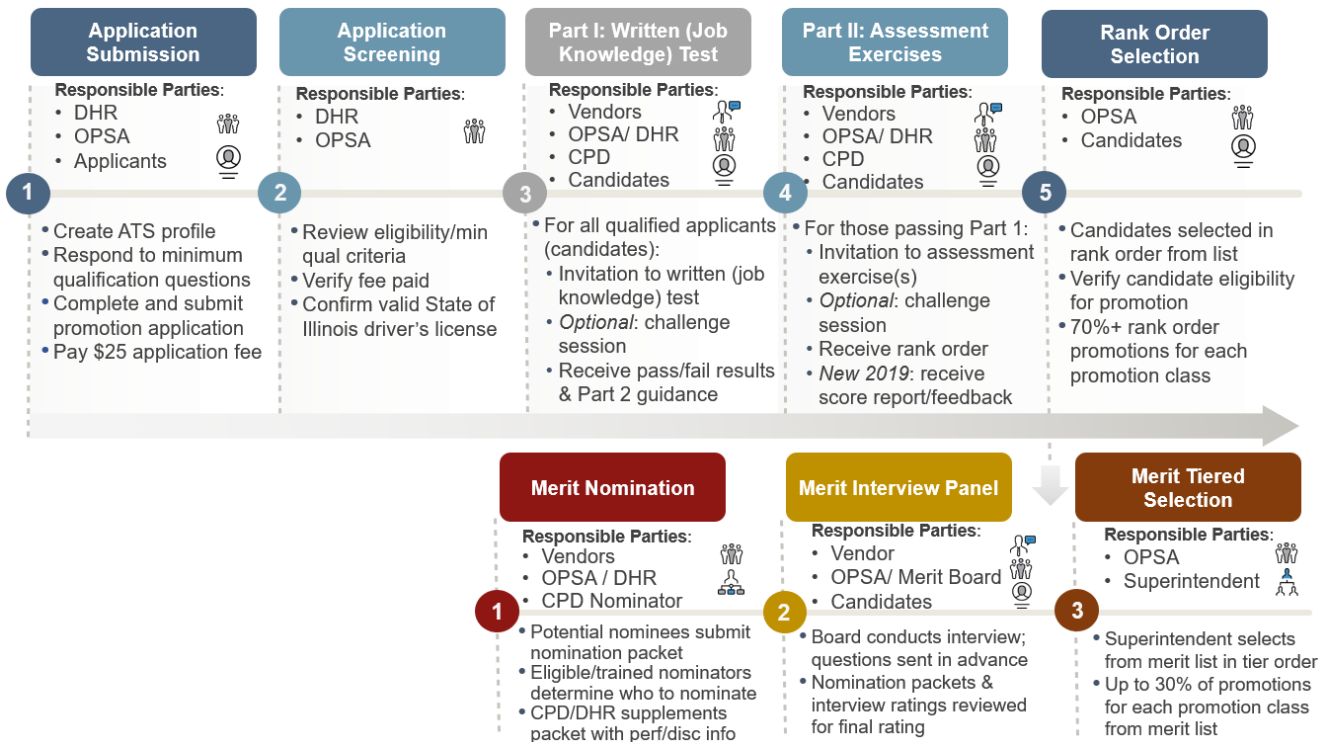 Application
Submission
Responsible Parties:
• DHR
• OPSA
• Applicants
1
• Create ATS profile
• Respond to minimum
qualification questions
• Complete and submit
promotion application
• Pay $25 application fee
Application
Screening
Responsible Parties:
• DHR
• OPSA
2
• Review eligibility/min
qual criteria
• Verify fee paid
• Confirm valid State of
Illinois driver’s license
Part I: Written (Job
Knowledge) Test
Responsible Parties:
• Vendors
• OPSA/ DHR
• CPD
• Candidates
3
• For all qualified applicants
(candidates):
• Invitation to written (job
knowledge) test
• Optional: challenge
session
• Receive pass/fail results
& Part 2 guidance
Part II: Assessment
Exercises
Responsible Parties:
• Vendors
• OPSA/ DHR
• CPD
• Candidates
4
• For those passing Part 1:
• Invitation to assessment
exercise(s)
• Optional: challenge
session
• Receive rank order
• New 2019: receive
score report/feedback
Rank Order
Selection
Responsible Parties:
• OPSA
• Candidates
5
• Candidates selected in
rank order from list
• Verify candidate eligibility
for promotion
• 70%+ rank order
promotions for each
promotion class
Merit Nomination
Responsible Parties:
• Vendors
• OPSA / DHR
• CPD Nominator
1
• Potential nominees submit
nomination packet
• Eligible/trained nominators
determine who to nominate
• CPD/DHR supplements
packet with perf/disc info
Merit Interview Panel
Responsible Parties:
• Vendor
• OPSA/ Merit Board
• Candidates
2
• Board conducts interview;
questions sent in advance
• Nomination packets &
interview ratings reviewed
for final rating
Merit Tiered
Selection
Responsible Parties:
• OPSA
• Superintendent
3
• Superintendent selects
from merit list in tier order
• Up to 30% of promotions
for each promotion class
from merit list